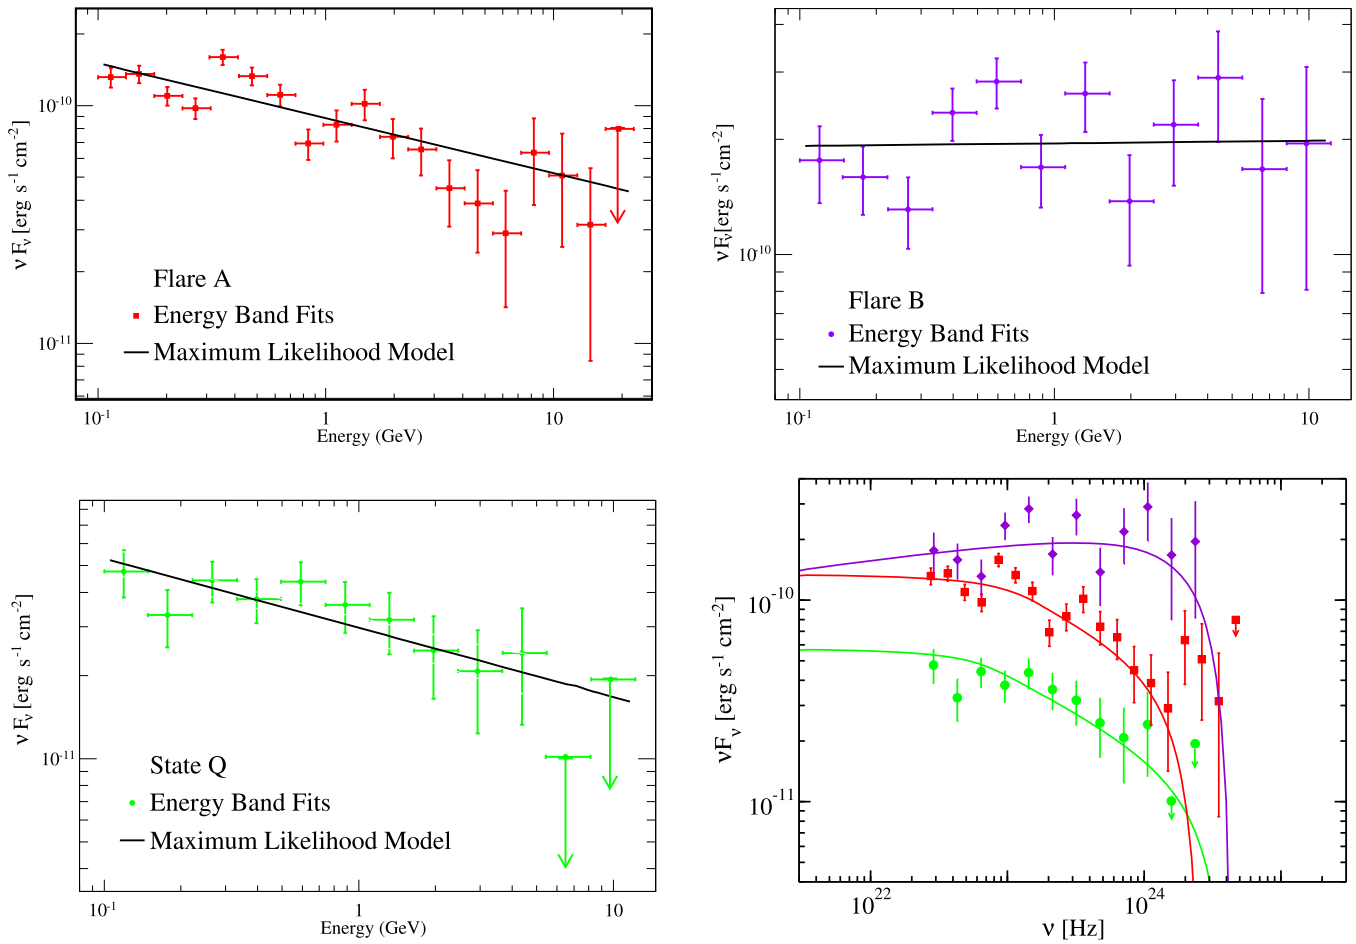 10⁻¹⁰
10⁻¹¹
ν Fν [erg s⁻¹ cm⁻²]
Flare A
Energy Band Fits
Maximum Likelihood Model
10⁻¹
1
10
Energy (GeV)
10⁻¹⁰
ν Fν[erg s⁻¹ cm⁻²]
Flare B
Energy Band Fits
Maximum Likelihood Model
10⁻¹
1
10
Energy (GeV)
10⁻¹¹
ν Fν [erg s⁻¹ cm⁻²]
State Q
Energy Band Fits
Maximum Likelihood Model
10⁻¹
1
10
Energy (GeV)
10⁻¹⁰
10⁻¹¹
νFν [erg s⁻¹ cm⁻²]
10²²
10²⁴
ν [Hz]